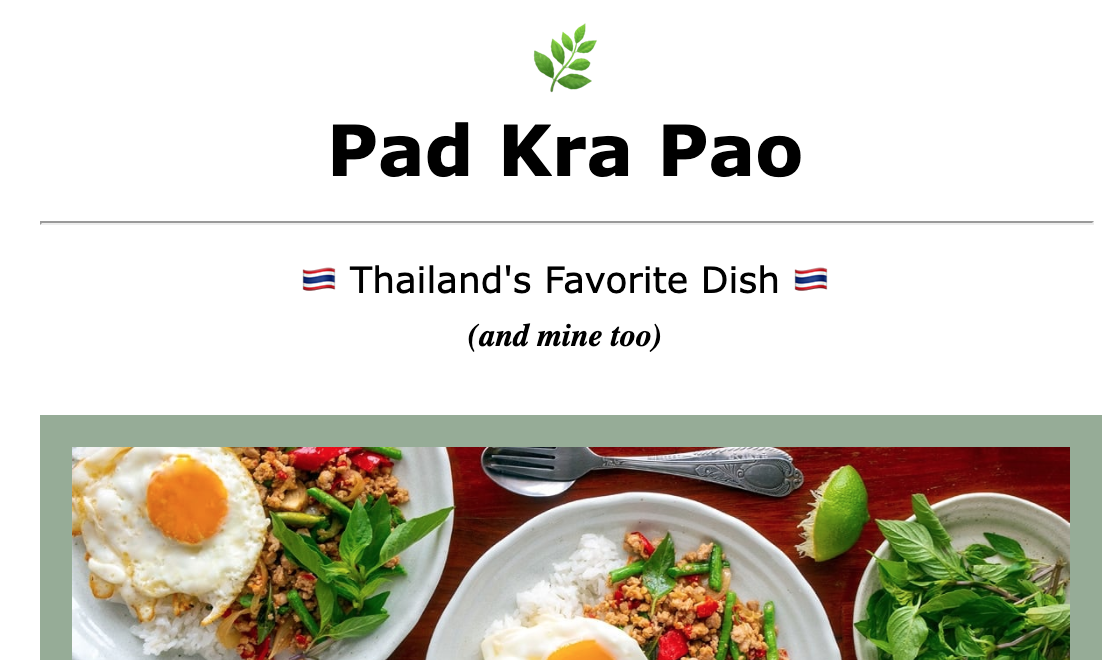 Pad Kra Pao
🇹🇭 Thailand's Favorite Dish 🇹🇭
(and mine too)